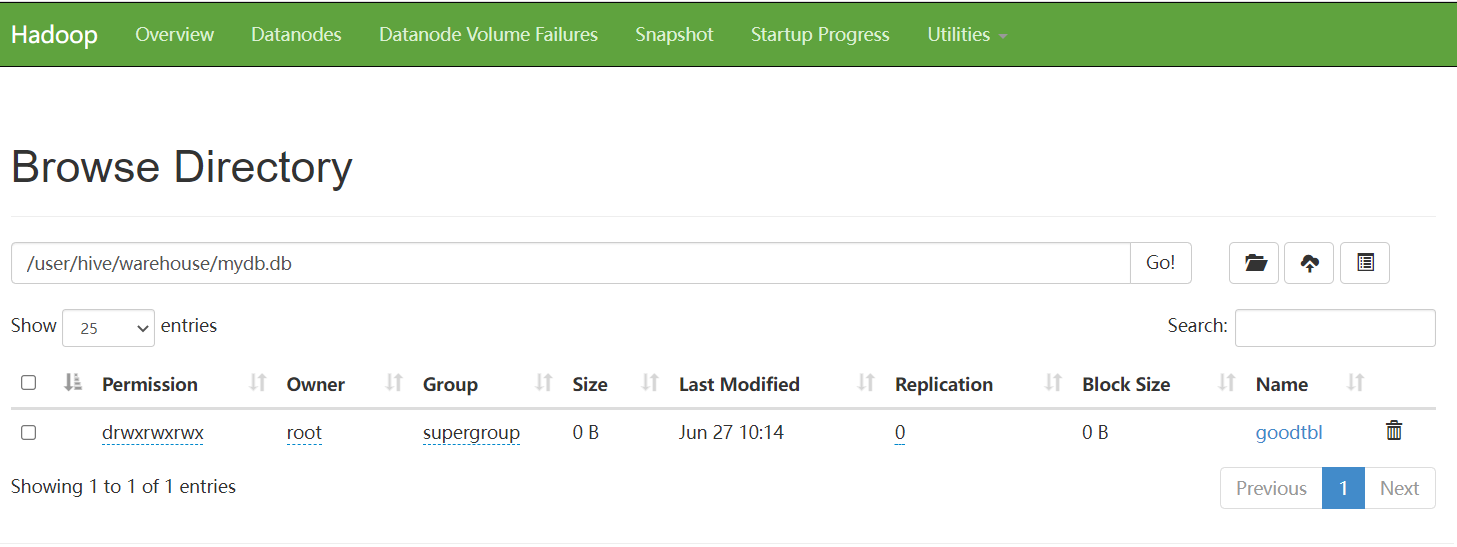 Hadoop Overview Datanodes Datanode Volume Failures Snapshot Startup Progress Utilities
Browse Directory
/user/hive/warehouse/mydb.db Go!
Show 25 entries Search:
Permission Owner Group Size Last Modified Replication Block Size Name
drwxrwxrwx root supergroup 0 B Jun 27 10:14 0 0 B goodtbl
Showing 1 to 1 of 1 entries Previous 1 Next